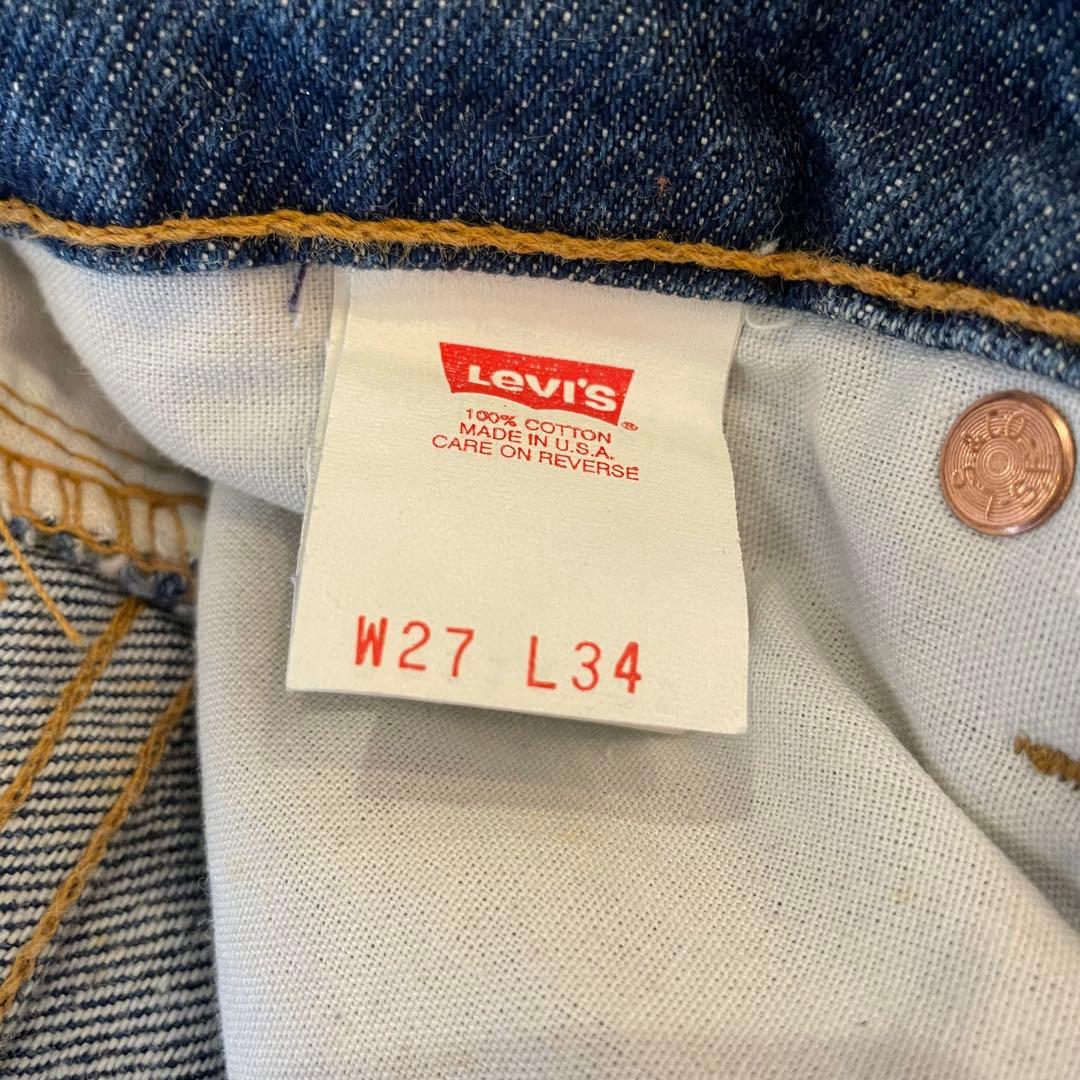 Levi's
®
100% COTTON
MADE IN U.S.A.
CARE ON REVERSE
W27 L34